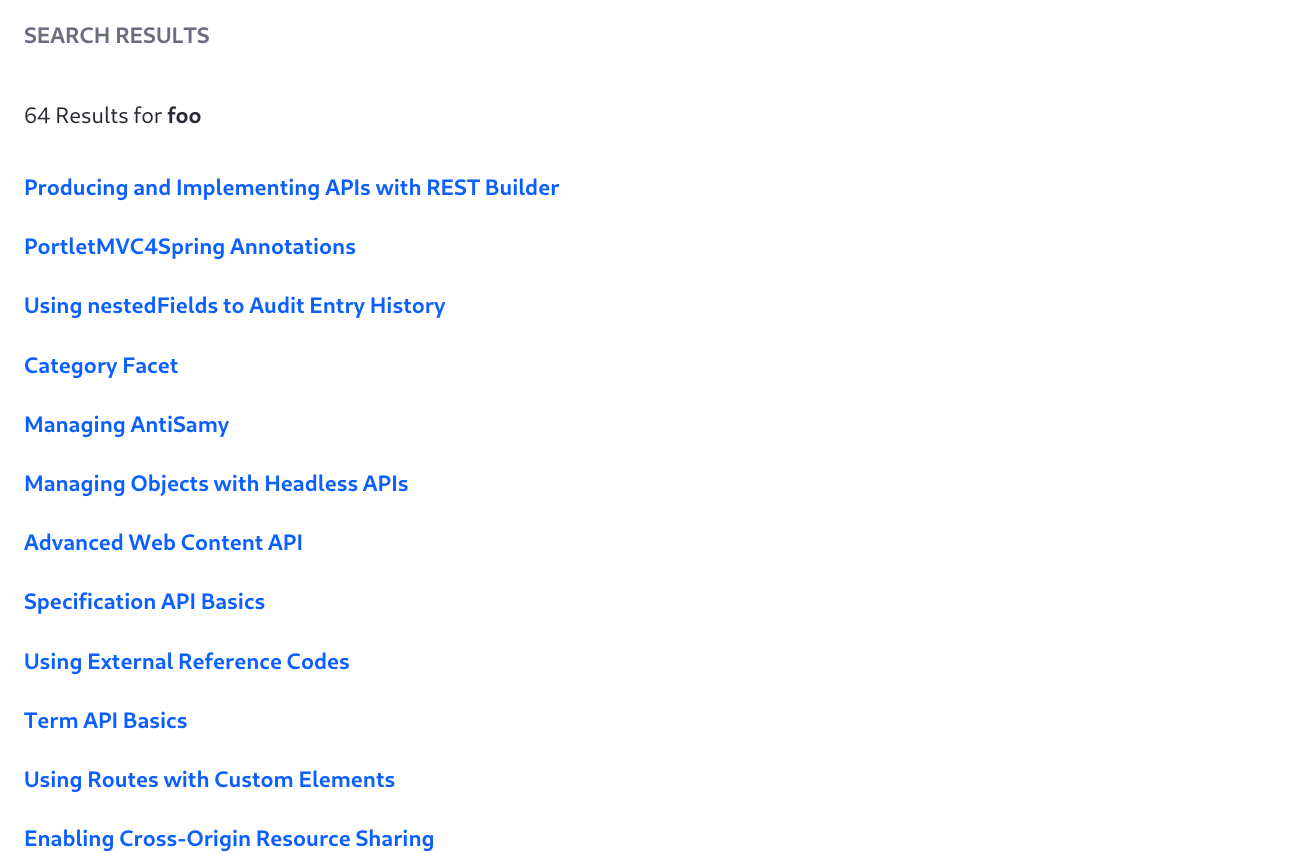 SEARCH RESULTS
64 Results for foo
Producing and Implementing APIs with REST Builder
PortletMVC4Spring Annotations
Using nestedFields to Audit Entry History
Category Facet
Managing AntiSamy
Managing Objects with Headless APIs
Advanced Web Content API
Specification API Basics
Using External Reference Codes
Term API Basics
Using Routes with Custom Elements
Enabling Cross-Origin Resource Sharing